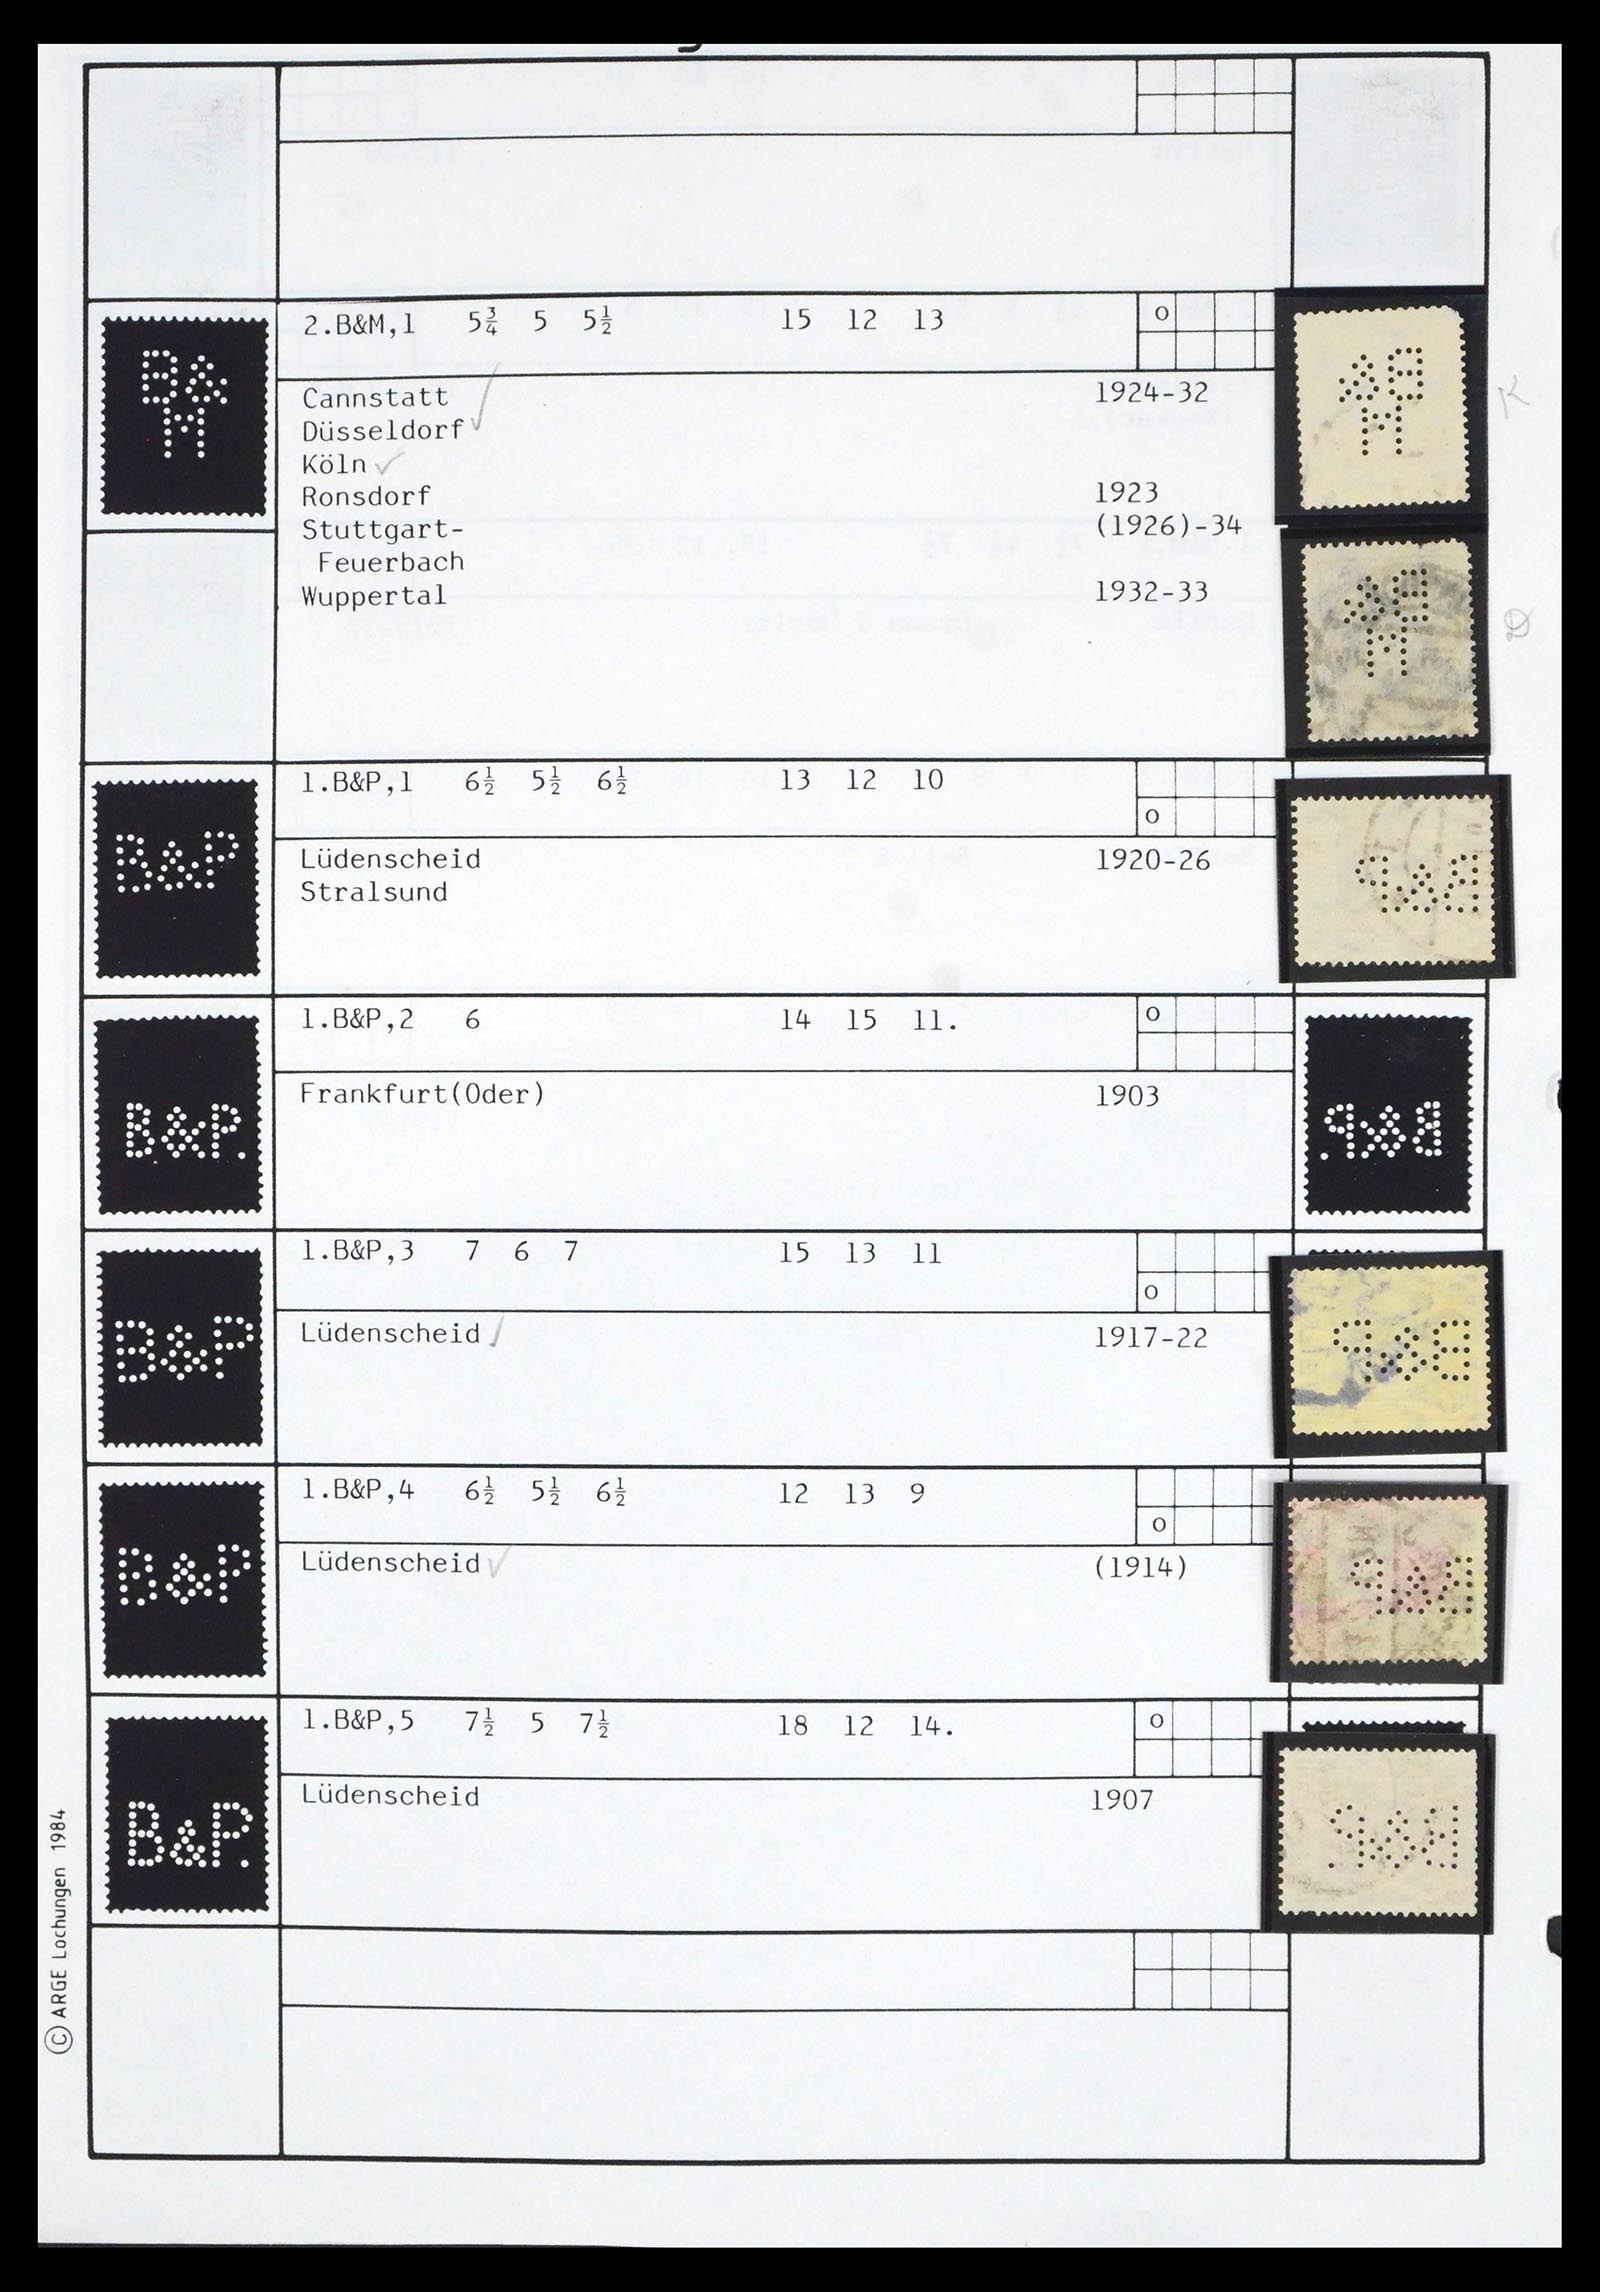 B&
M
2.B&M,1 5¾ 5 5½ 15 12 13 o
Cannstatt 1924-32
Düsseldorf
Köln
Ronsdorf 1923
Stuttgart- (1926)-34
Feuerbach
Wuppertal 1932-33
B&
M
K
B&
M
D
B&P
1.B&P,1 6½ 5½ 6½ 13 12 10 o
Lüdenscheid 1920-26
Stralsund
B&P
B&P.
1.B&P,2 6 14 15 11. o
Frankfurt(Oder) 1903
B&P.
B&P
1.B&P,3 7 6 7 15 13 11 o
Lüdenscheid 1917-22
B&P
B&P
1.B&P,4 6½ 5½ 6½ 12 13 9 o
Lüdenscheid (1914)
B&P
B&P.
1.B&P,5 7½ 5 7½ 18 12 14. o
Lüdenscheid 1907
B&P.
© ARGE Lochungen 1984